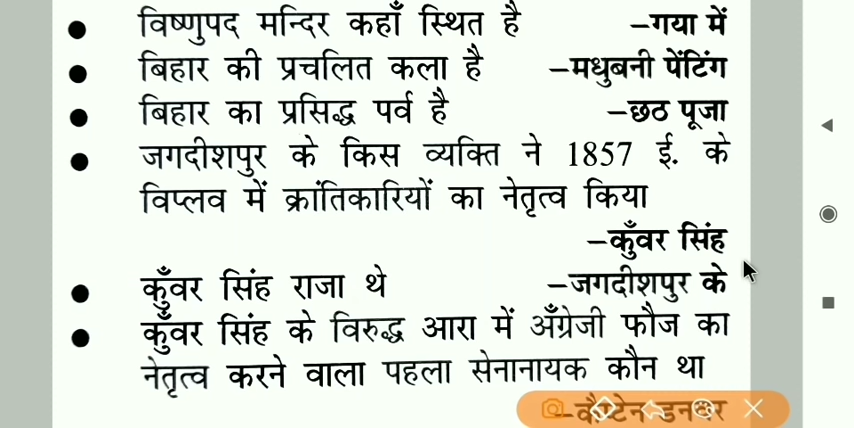 विष्णुपद मन्दिर कहाँ स्थित है –गया में
बिहार की प्रचलित कला है –मधुबनी पेंटिंग
बिहार का प्रसिद्ध पर्व है –छठ पूजा
जगदीशपुर के किस व्यक्ति ने 1857 ई. के
विप्लव में क्रांतिकारियों का नेतृत्व किया
–कुँवर सिंह
कुँवर सिंह राजा थे –जगदीशपुर के
कुँवर सिंह के विरुद्ध आरा में अँग्रेजी फौज का
नेतृत्व करने वाला पहला सेनानायक कौन था